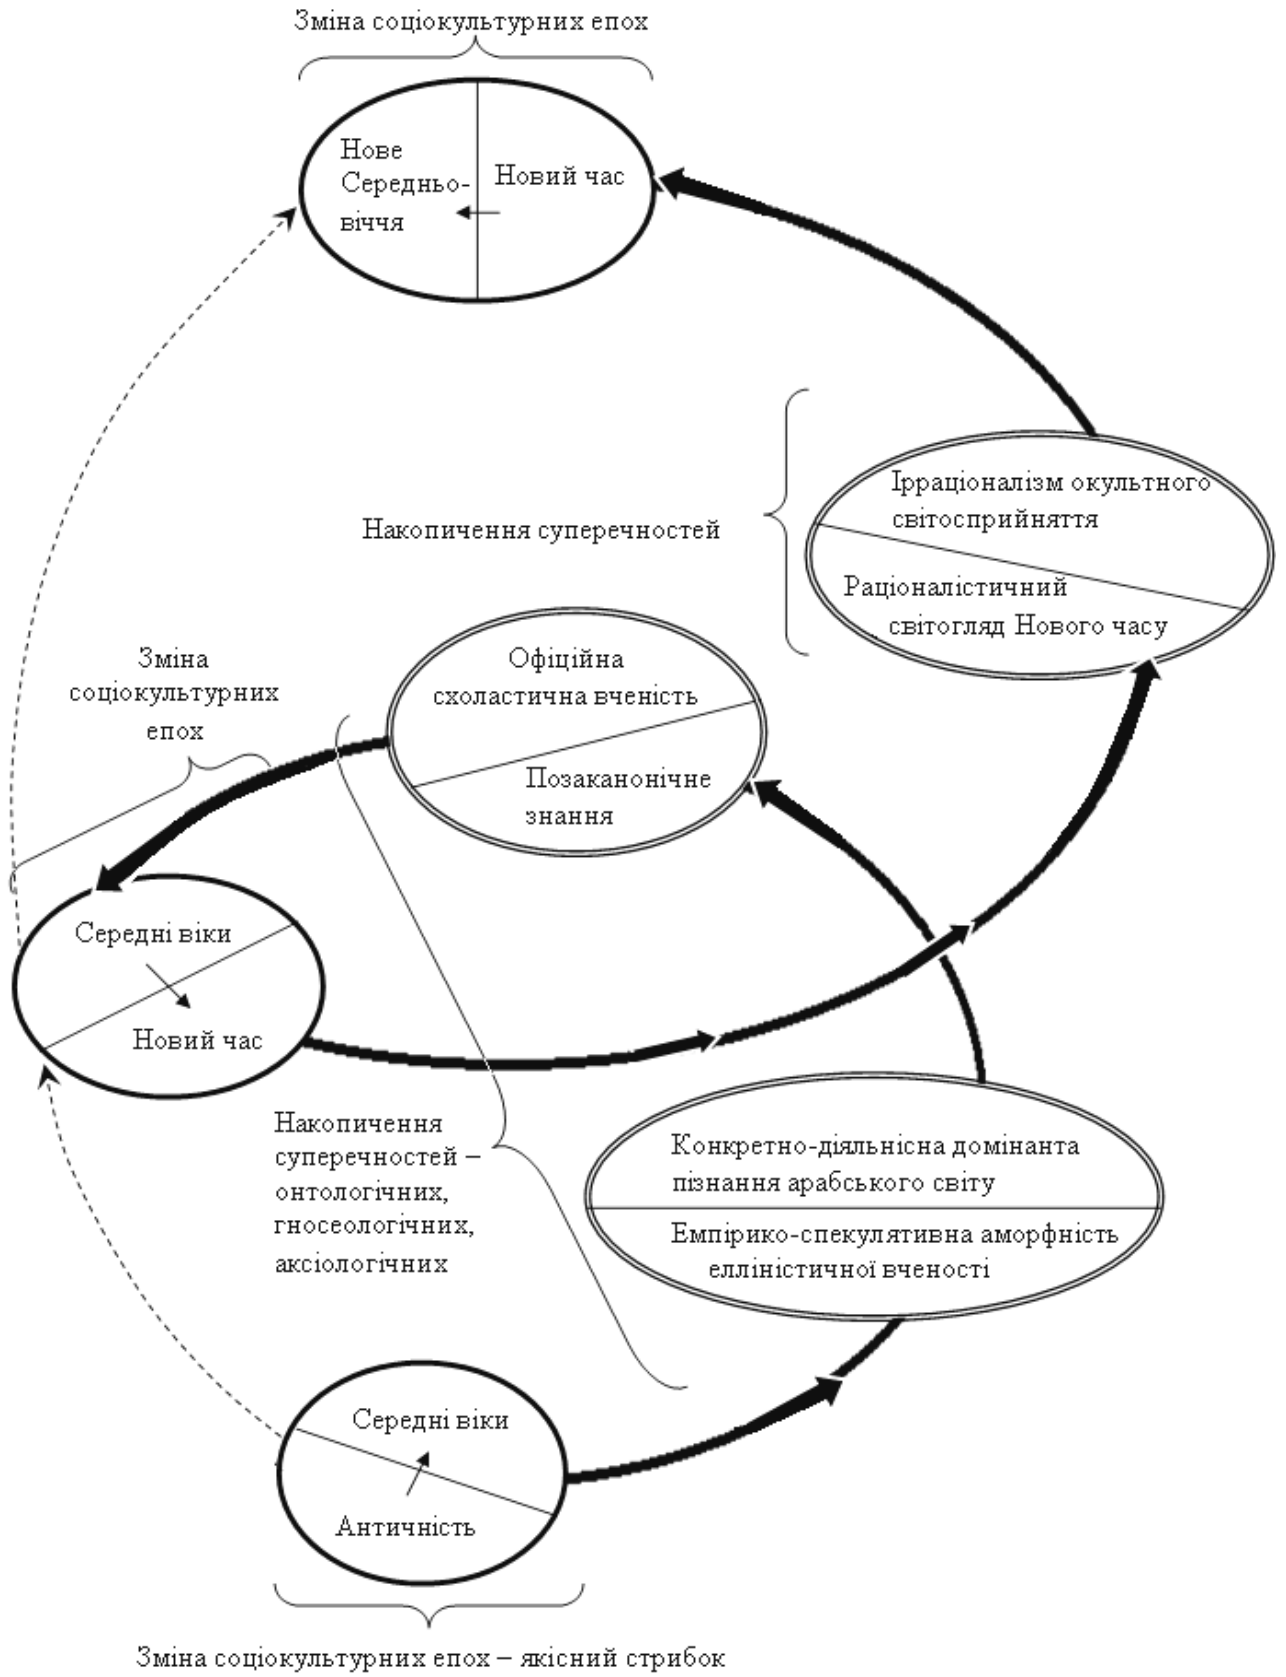 Зміна соціокультурних епох
Нове
Середньо-
віччя
Новий час
Ірраціоналізм окультного
світосприйняття
Накопичення суперечностей
Раціоналістичний
світогляд Нового часу
Офіційна
схоластична вченість
Позаканонічне
знання
Зміна
соціокультурних
епох
Середні віки
Новий час
Накопичення
суперечностей –
онтологічних,
гносеологічних,
аксіологічних
Конкретно-діяльнісна домінанта
пізнання арабського світу
Емпірико-спекулятивна аморфність
елліністичної вченості
Середні віки
Античність
Зміна соціокультурних епох – якісний стрибок